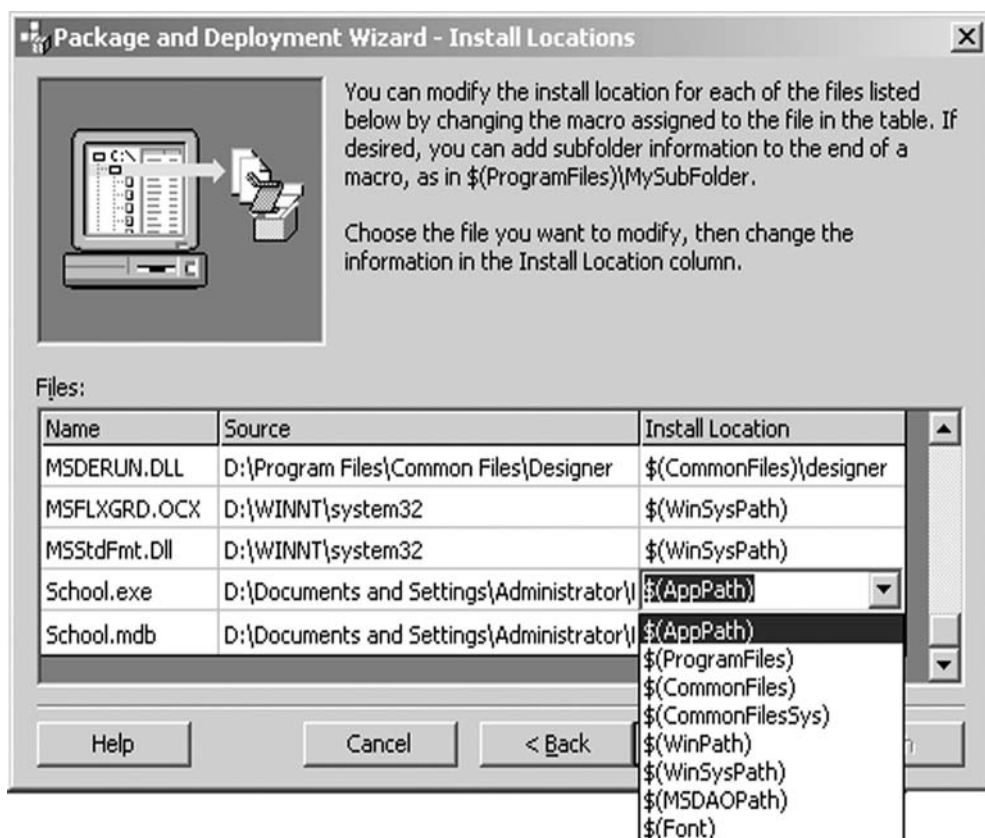 Package and Deployment Wizard - Install Locations
You can modify the install location for each of the files listed
below by changing the macro assigned to the file in the table. If
desired, you can add subfolder information to the end of a
macro, as in $(ProgramFiles)\MySubFolder.
Choose the file you want to modify, then change the
information in the Install Location column.
C:\
Files:
Name Source Install Location
MSDERUN.DLL D:\Program Files\Common Files\Designer $(CommonFiles)\designer
MSFLXGRD.OCX D:\WINNT\system32 $(WinSysPath)
MSStdFmt.Dll D:\WINNT\system32 $(WinSysPath)
School.exe D:\Documents and Settings\Administrator\ $(AppPath)
School.mdb D:\Documents and Settings\Administrator\
$(AppPath)
$(ProgramFiles)
$(CommonFiles)
$(CommonFilesSys)
$(WinPath)
$(WinSysPath)
$(MSDAOPath)
$(Font)
Help Cancel < Back